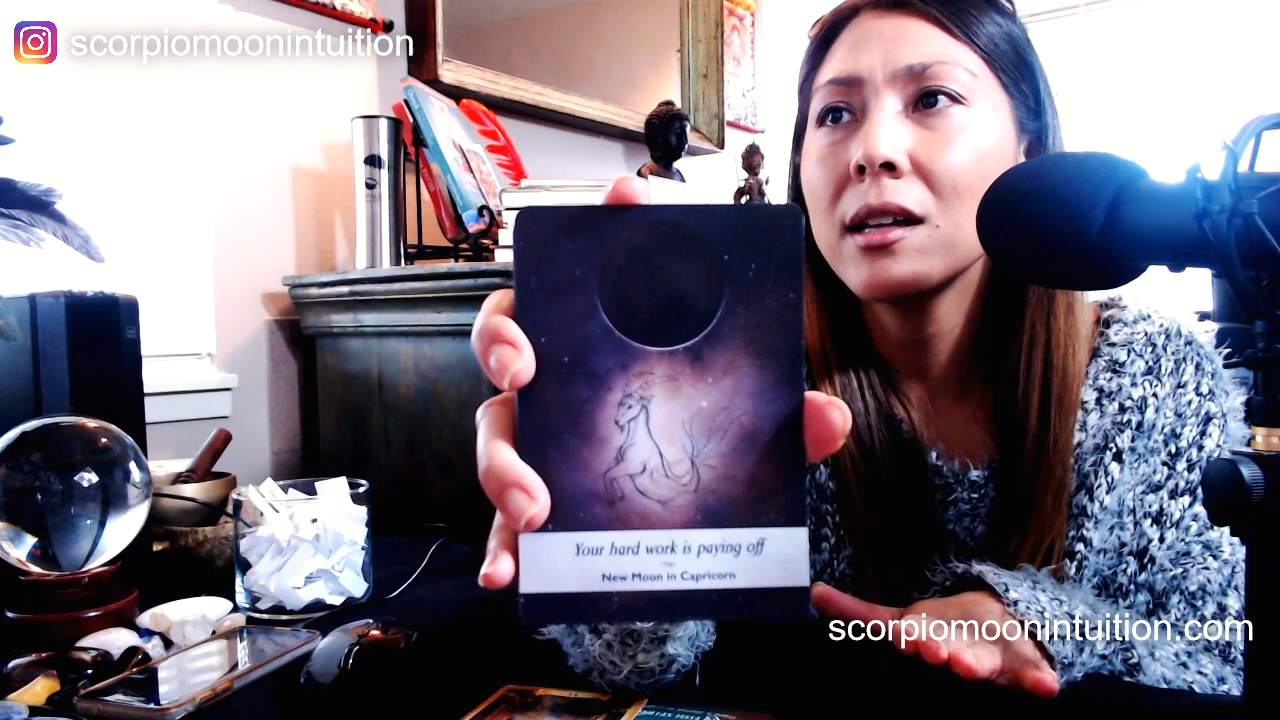 scorpiomoonintuition
Your hard work is paying off
New Moon in Capricorn
scorpiomoonintuition.com